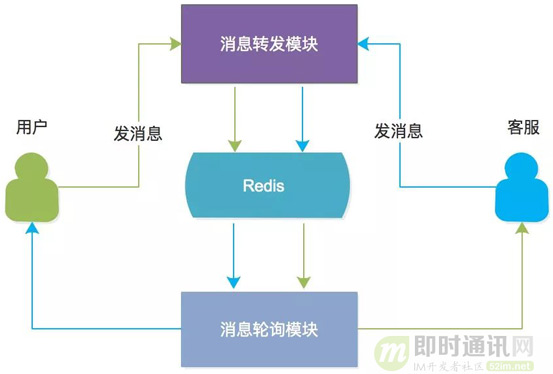 消息转发模块
用户
发消息
发消息
客服
Redis
消息轮询模块
即时通讯网
IM开发者社区 52im.net